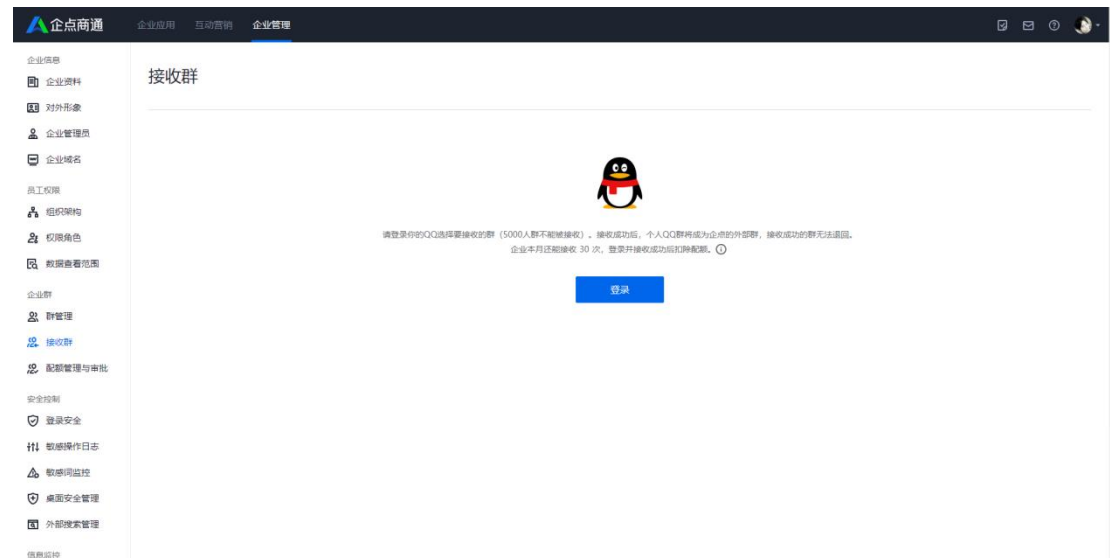 企点商通
企业应用 互动营销 企业管理
企业信息
企业资料
对外形象
企业管理员
企业域名
员工权限
组织架构
权限角色
数据查看范围
企业群
群管理
接收群
配额管理与审批
安全控制
登录安全
敏感操作日志
敏感词监控
桌面安全管理
外部搜索管理
信息监控
接收群
请登录你的QQ选择要接收的群（5000人群不能被接收）。接收成功后，个人QQ群将成为企点的外部群，接收成功的群无法退回。
企业本月还能接收 30 次，登录并接收成功后扣除配额。
登录